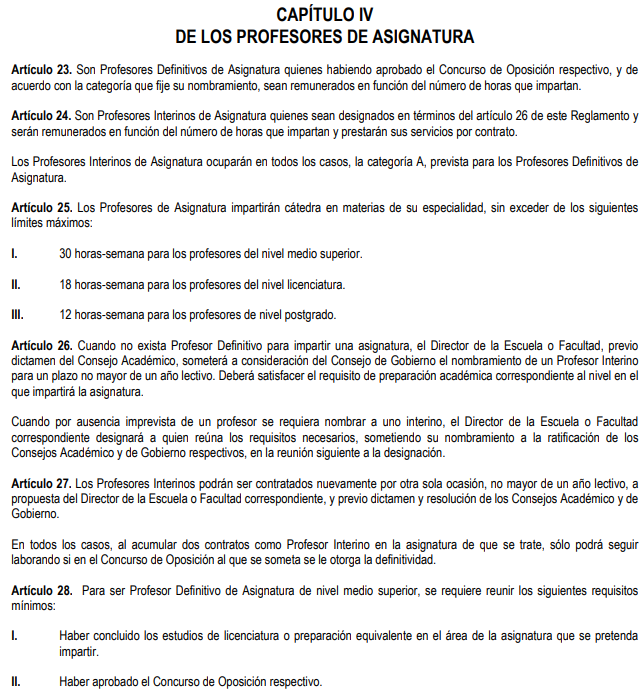 CAPÍTULO IV
DE LOS PROFESORES DE ASIGNATURA
Artículo 23. Son Profesores Definitivos de Asignatura quienes habiendo aprobado el Concurso de Oposición respectivo, y de
acuerdo con la categoría que fije su nombramiento, sean remunerados en función del número de horas que impartan.
Artículo 24. Son Profesores Interinos de Asignatura quienes sean designados en términos del artículo 26 de este Reglamento y
serán remunerados en función del número de horas que impartan y prestarán sus servicios por contrato.
Los Profesores Interinos de Asignatura ocuparán en todos los casos, la categoría A, prevista para los Profesores Definitivos de
Asignatura.
Artículo 25. Los Profesores de Asignatura impartirán cátedra en materias de su especialidad, sin exceder de los siguientes
límites máximos:
I. 30 horas-semana para los profesores del nivel medio superior.
II. 18 horas-semana para los profesores del nivel licenciatura.
III. 12 horas-semana para los profesores de nivel postgrado.
Artículo 26. Cuando no exista Profesor Definitivo para impartir una asignatura, el Director de la Escuela o Facultad, previo
dictamen del Consejo Académico, someterá a consideración del Consejo de Gobierno el nombramiento de un Profesor Interino
para un plazo no mayor de un año lectivo. Deberá satisfacer el requisito de preparación académica correspondiente al nivel en el
que impartirá la asignatura.
Cuando por ausencia imprevista de un profesor se requiera nombrar a uno interino, el Director de la Escuela o Facultad
correspondiente designará a quien reúna los requisitos necesarios, sometiendo su nombramiento a la ratificación de los
Consejos Académico y de Gobierno respectivos, en la reunión siguiente a la designación.
Artículo 27. Los Profesores Interinos podrán ser contratados nuevamente por otra sola ocasión, no mayor de un año lectivo, a
propuesta del Director de la Escuela o Facultad correspondiente, y previo dictamen y resolución de los Consejos Académico y de
Gobierno.
En todos los casos, al acumular dos contratos como Profesor Interino en la asignatura de que se trate, sólo podrá seguir
laborando si en el Concurso de Oposición al que se someta se le otorga la definitividad.
Artículo 28. Para ser Profesor Definitivo de Asignatura de nivel medio superior, se requiere reunir los siguientes requisitos
mínimos:
I. Haber concluido los estudios de licenciatura o preparación equivalente en el área de la asignatura que se pretenda
impartir.
II. Haber aprobado el Concurso de Oposición respectivo.